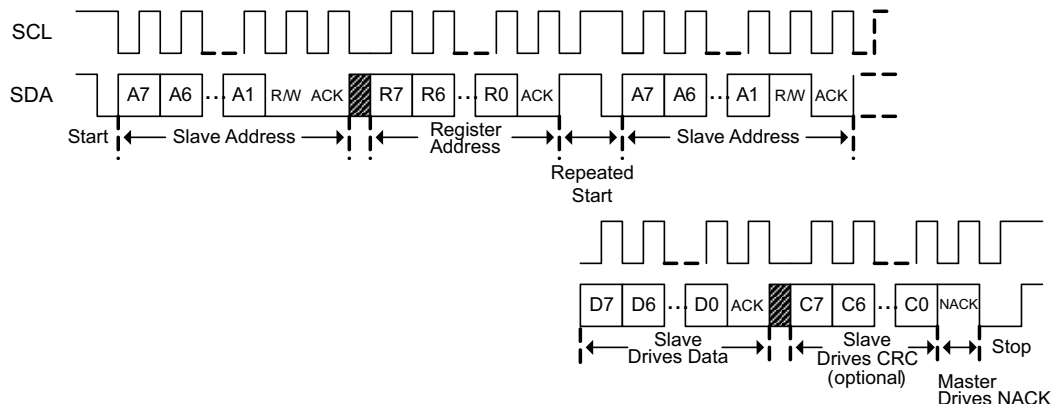 SCL
SDA
A7 A6 ... A1 R/W ACK R7 R6 ... R0 ACK A7 A6 ... A1 R/W ACK
Start
Slave Address
Register
Address
Repeated
Start
Slave Address
D7 D6 ... D0 ACK C7 C6 ... C0 NACK
Slave
Drives Data
Slave
Drives CRC
(optional)
Stop
Master
Drives NACK